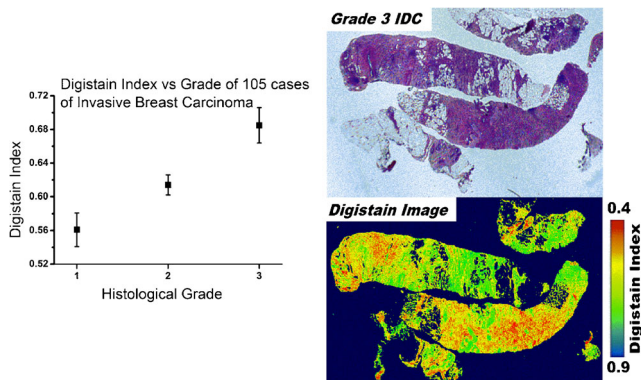 Digistain Index vs Grade of 105 cases
of Invasive Breast Carcinoma
0.72
0.68
0.64
0.60
0.56
0.52
Digistain Index
1
2
3
Histological Grade
Grade 3 IDC
Digistain Image
0.4
Digistain Index
0.9